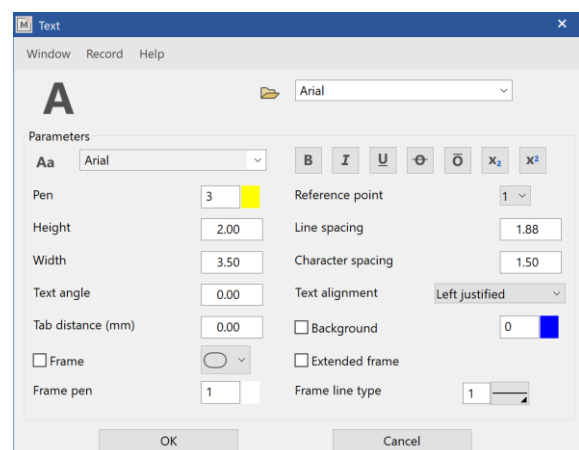 M Text ×
Window Record Help
A Arial
Parameters
Aa Arial B I U O Ō x₂ x²
Pen 3 Reference point 1
Height 2.00 Line spacing 1.88
Width 3.50 Character spacing 1.50
Text angle 0.00 Text alignment Left justified
Tab distance (mm) 0.00 Background 0
Frame Extended frame
Frame pen 1 Frame line type 1
OK Cancel